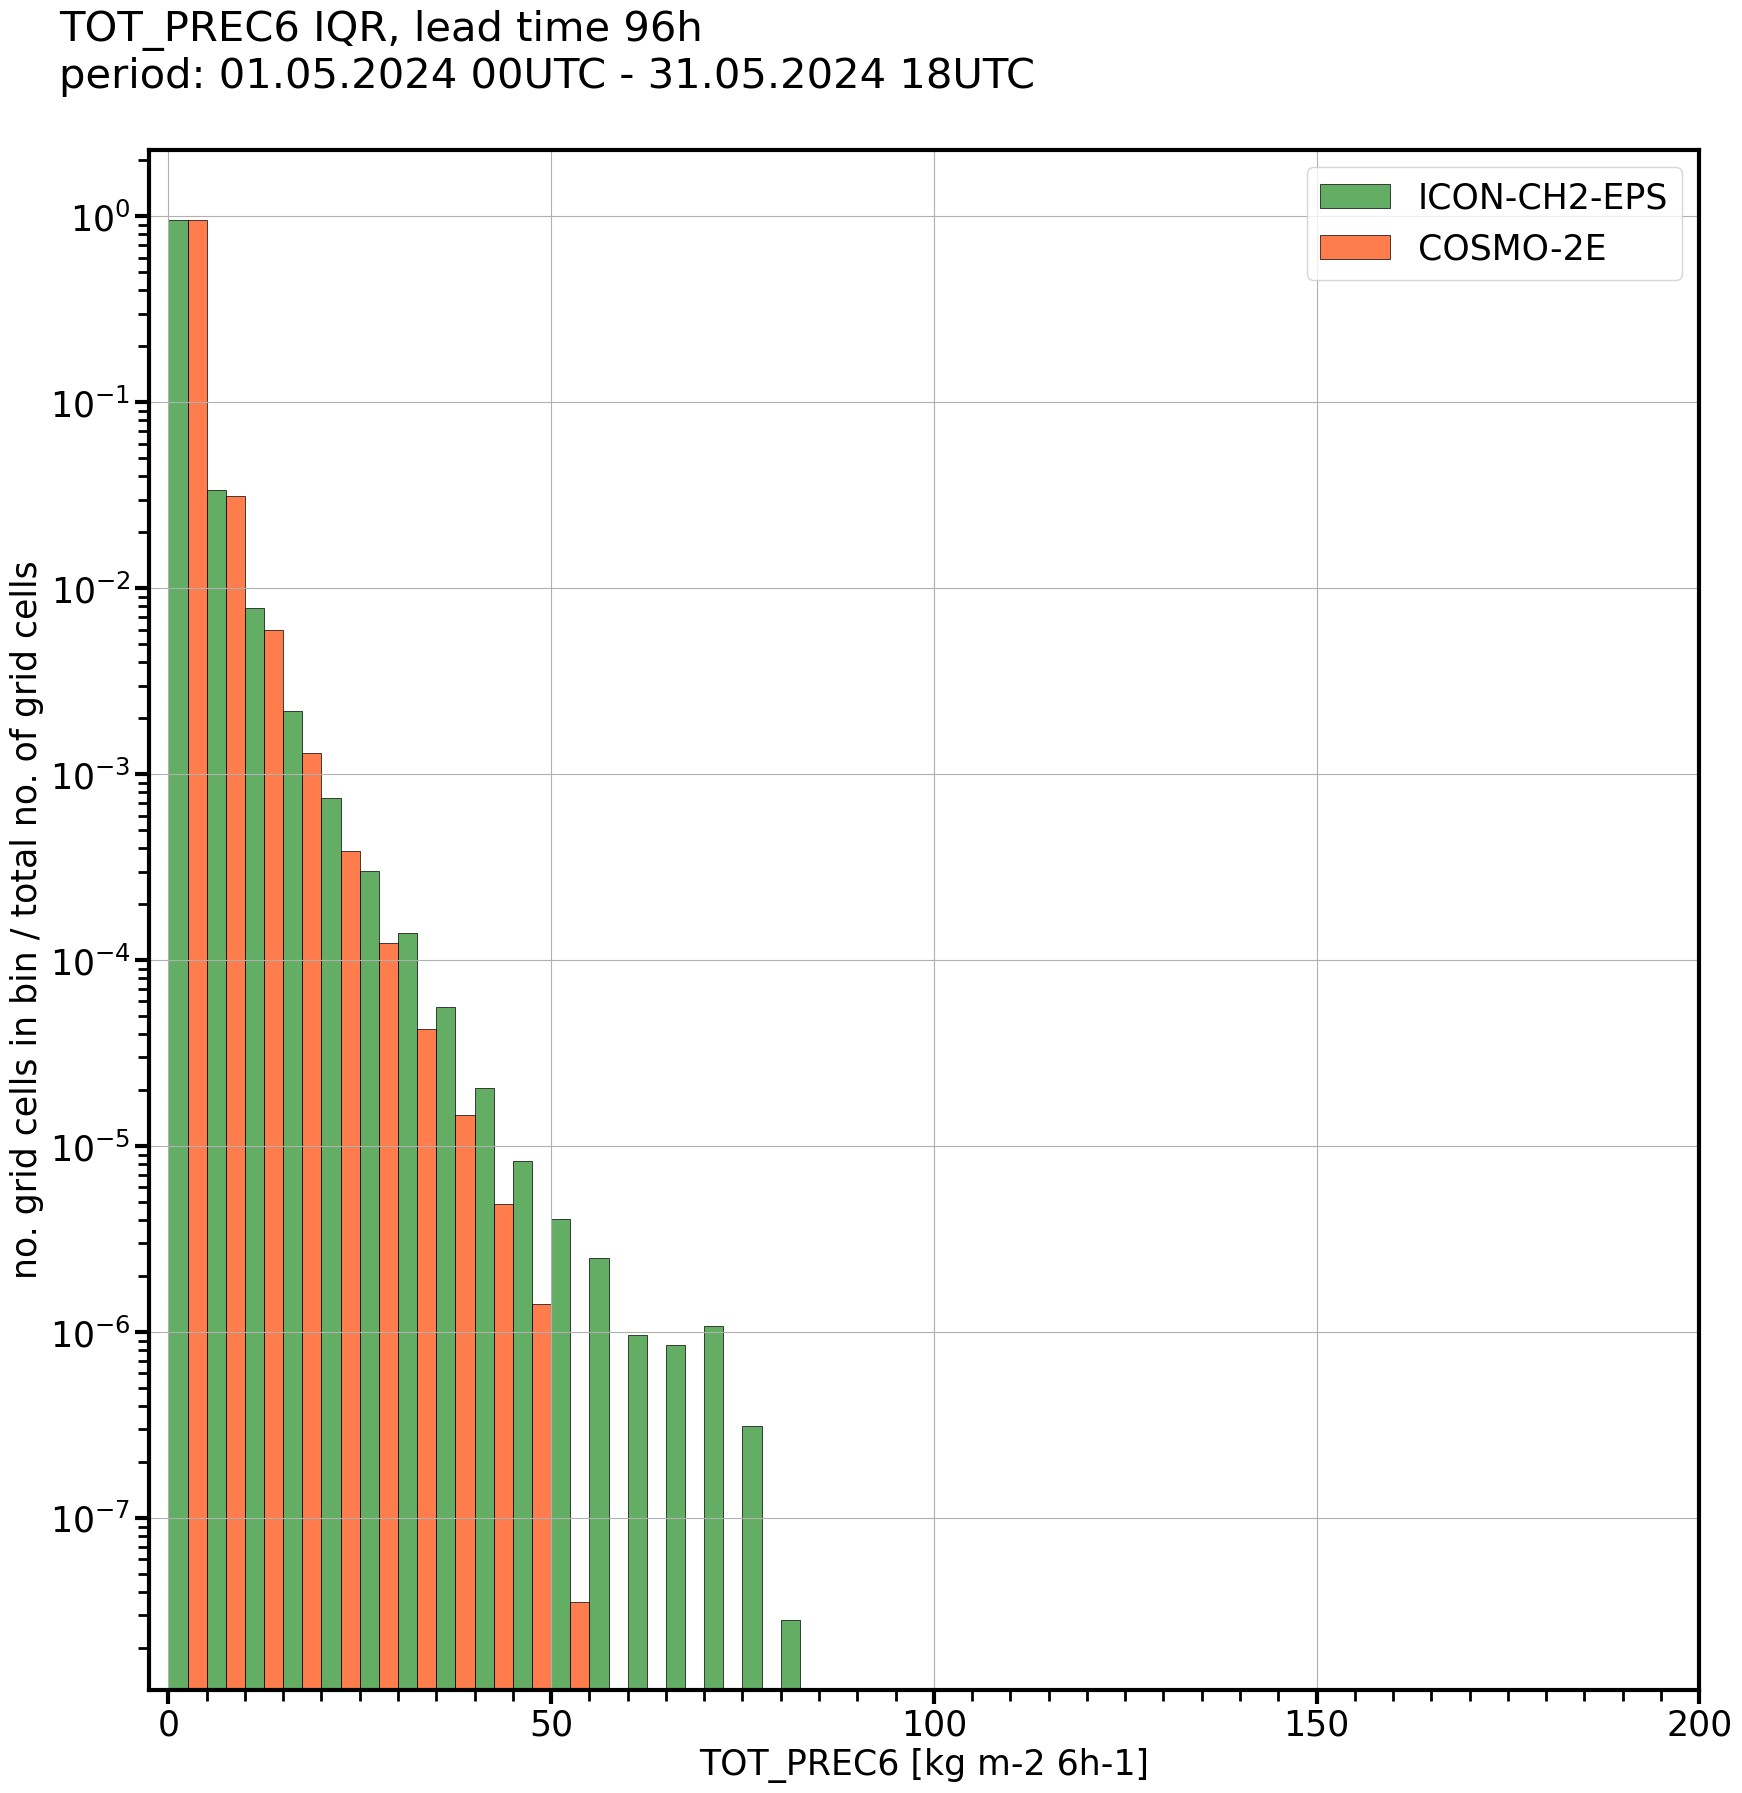 TOT_PREC6 IQR, lead time 96h
period: 01.05.2024 00UTC - 31.05.2024 18UTC
ICON-CH2-EPS
COSMO-2E
10⁰
10⁻¹
10⁻²
10⁻³
10⁻⁴
10⁻⁵
10⁻⁶
10⁻⁷
no. grid cells in bin / total no. of grid cells
0 50 100 150 200
TOT_PREC6 [kg m-2 6h-1]